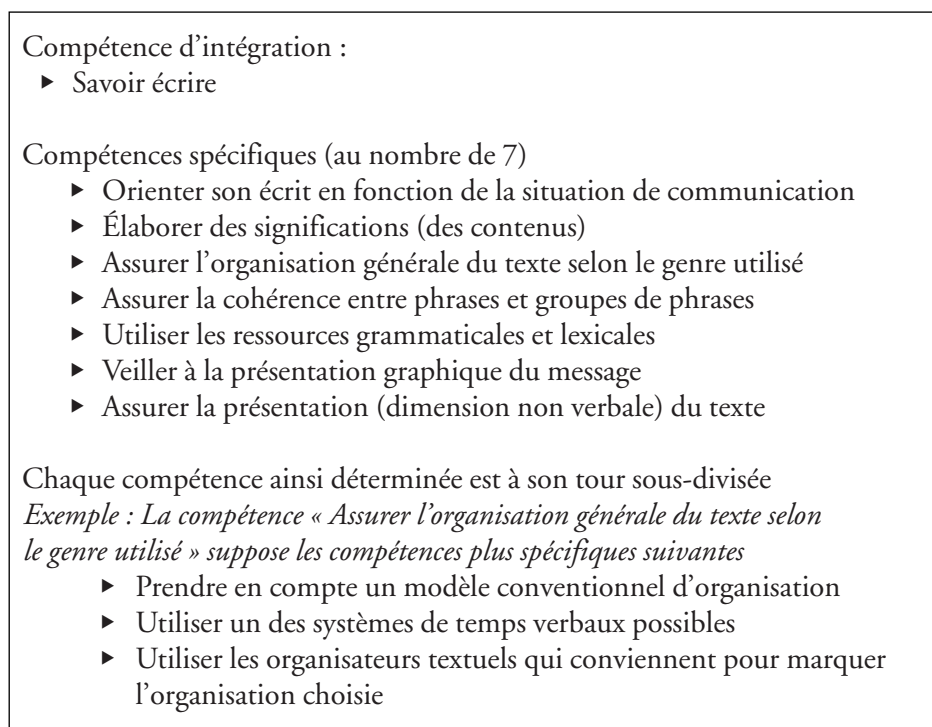 Compétence d’intégration :
▸ Savoir écrire
Compétences spécifiques (au nombre de 7)
▸ Orienter son écrit en fonction de la situation de communication
▸ Élaborer des significations (des contenus)
▸ Assurer l’organisation générale du texte selon le genre utilisé
▸ Assurer la cohérence entre phrases et groupes de phrases
▸ Utiliser les ressources grammaticales et lexicales
▸ Veiller à la présentation graphique du message
▸ Assurer la présentation (dimension non verbale) du texte
Chaque compétence ainsi déterminée est à son tour sous-divisée
Exemple : La compétence « Assurer l’organisation générale du texte selon
le genre utilisé » suppose les compétences plus spécifiques suivantes
▸ Prendre en compte un modèle conventionnel d’organisation
▸ Utiliser un des systèmes de temps verbaux possibles
▸ Utiliser les organisateurs textuels qui conviennent pour marquer
l’organisation choisie